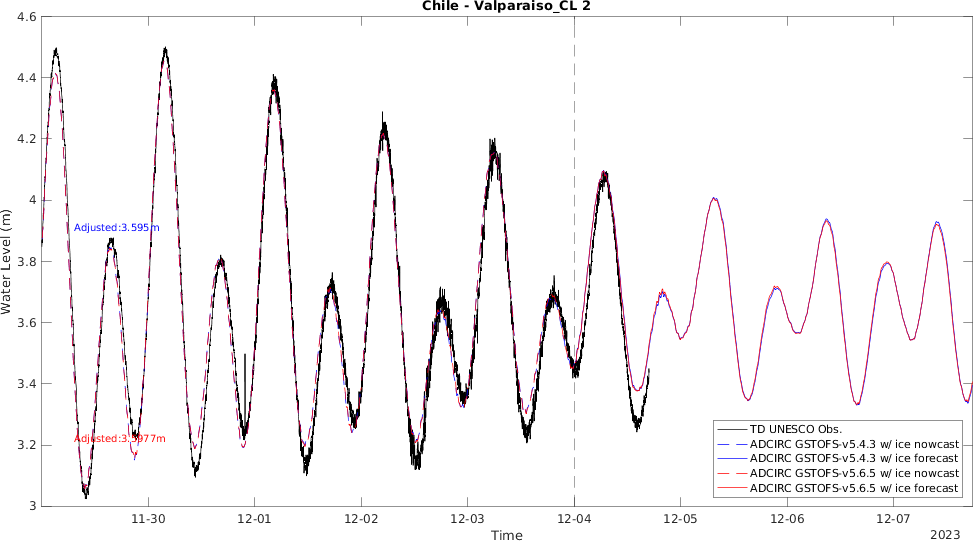 Chile - Valparaiso_CL 2
4.6
4.4
4.2
4
3.8
3.6
3.4
3.2
3
Water Level (m)
Adjusted:3.595m
Adjusted:3.5977m
TD UNESCO Obs.
ADCIRC GSTOFS-v5.4.3 w/ ice nowcast
ADCIRC GSTOFS-v5.4.3 w/ ice forecast
ADCIRC GSTOFS-v5.6.5 w/ ice nowcast
ADCIRC GSTOFS-v5.6.5 w/ ice forecast
11-30 12-01 12-02 12-03 12-04 12-05 12-06 12-07
Time
2023